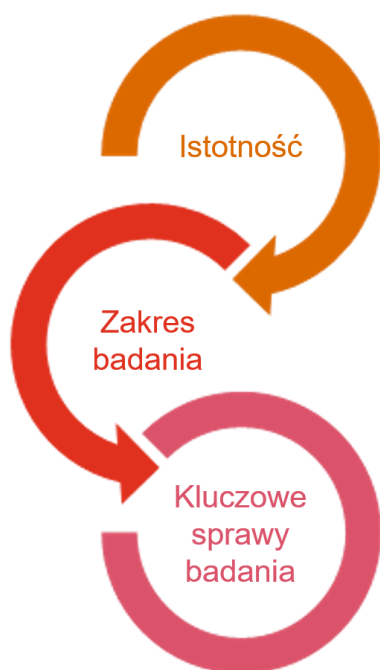 Istotność
Zakres
badania
Kluczowe
sprawy
badania